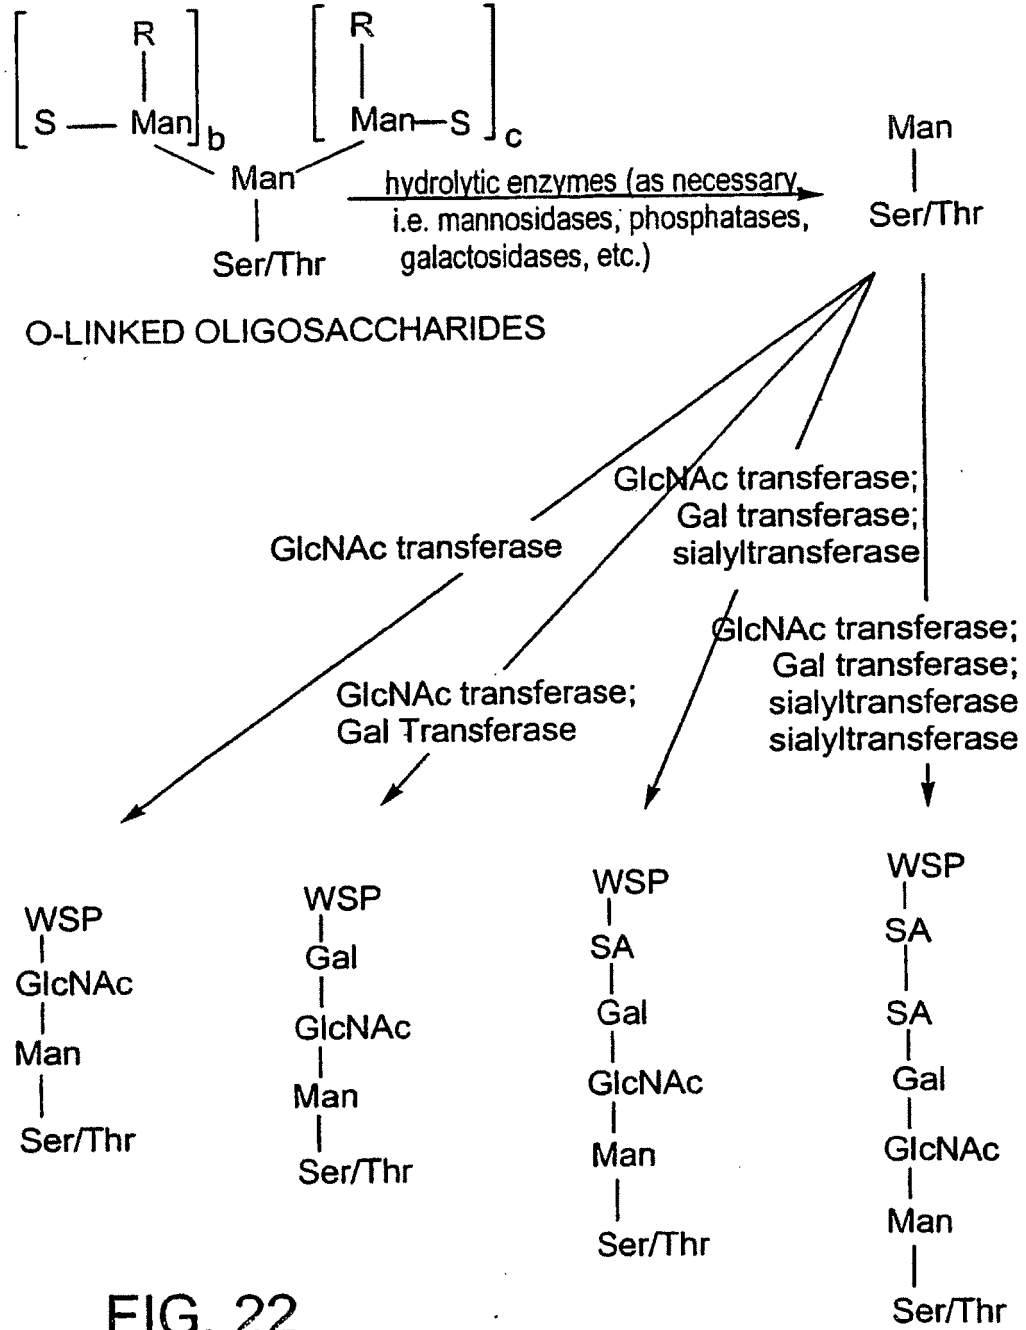 R
R
S — Man b
Man—S c
Man
Ser/Thr
O-LINKED OLIGOSACCHARIDES
hydrolytic enzymes (as necessary,
i.e. mannosidases, phosphatases,
galactosidases, etc.)
Man
Ser/Thr
GlcNAc transferase
GlcNAc transferase;
Gal Transferase
GlcNAc transferase;
Gal transferase;
sialyltransferase
GlcNAc transferase;
Gal transferase;
sialyltransferase
sialyltransferase
WSP
GlcNAc
Man
Ser/Thr
WSP
Gal
GlcNAc
Man
Ser/Thr
WSP
SA
Gal
GlcNAc
Man
Ser/Thr
WSP
SA
SA
Gal
GlcNAc
Man
Ser/Thr
FIG. 22